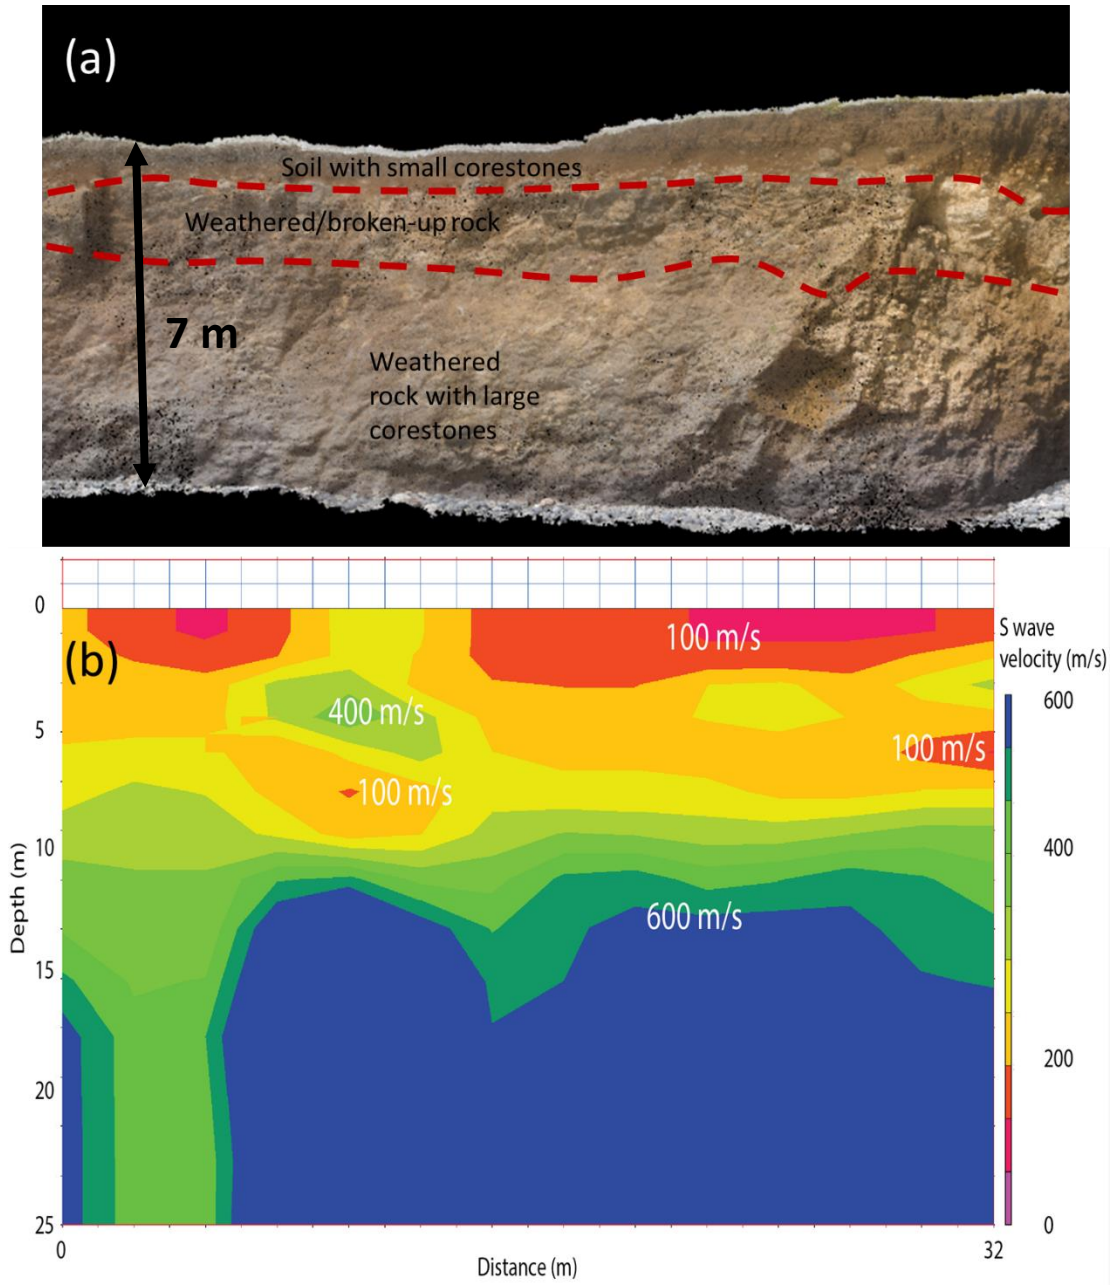 (a)
Soil with small corestones
Weathered/broken-up rock
7 m
Weathered
rock with large
corestones
0
100 m/s
S wave
velocity (m/s)
(b)
600
400 m/s
5
100 m/s
100 m/s
10
400
Depth (m)
600 m/s
15
200
20
25
0
0
32
Distance (m)